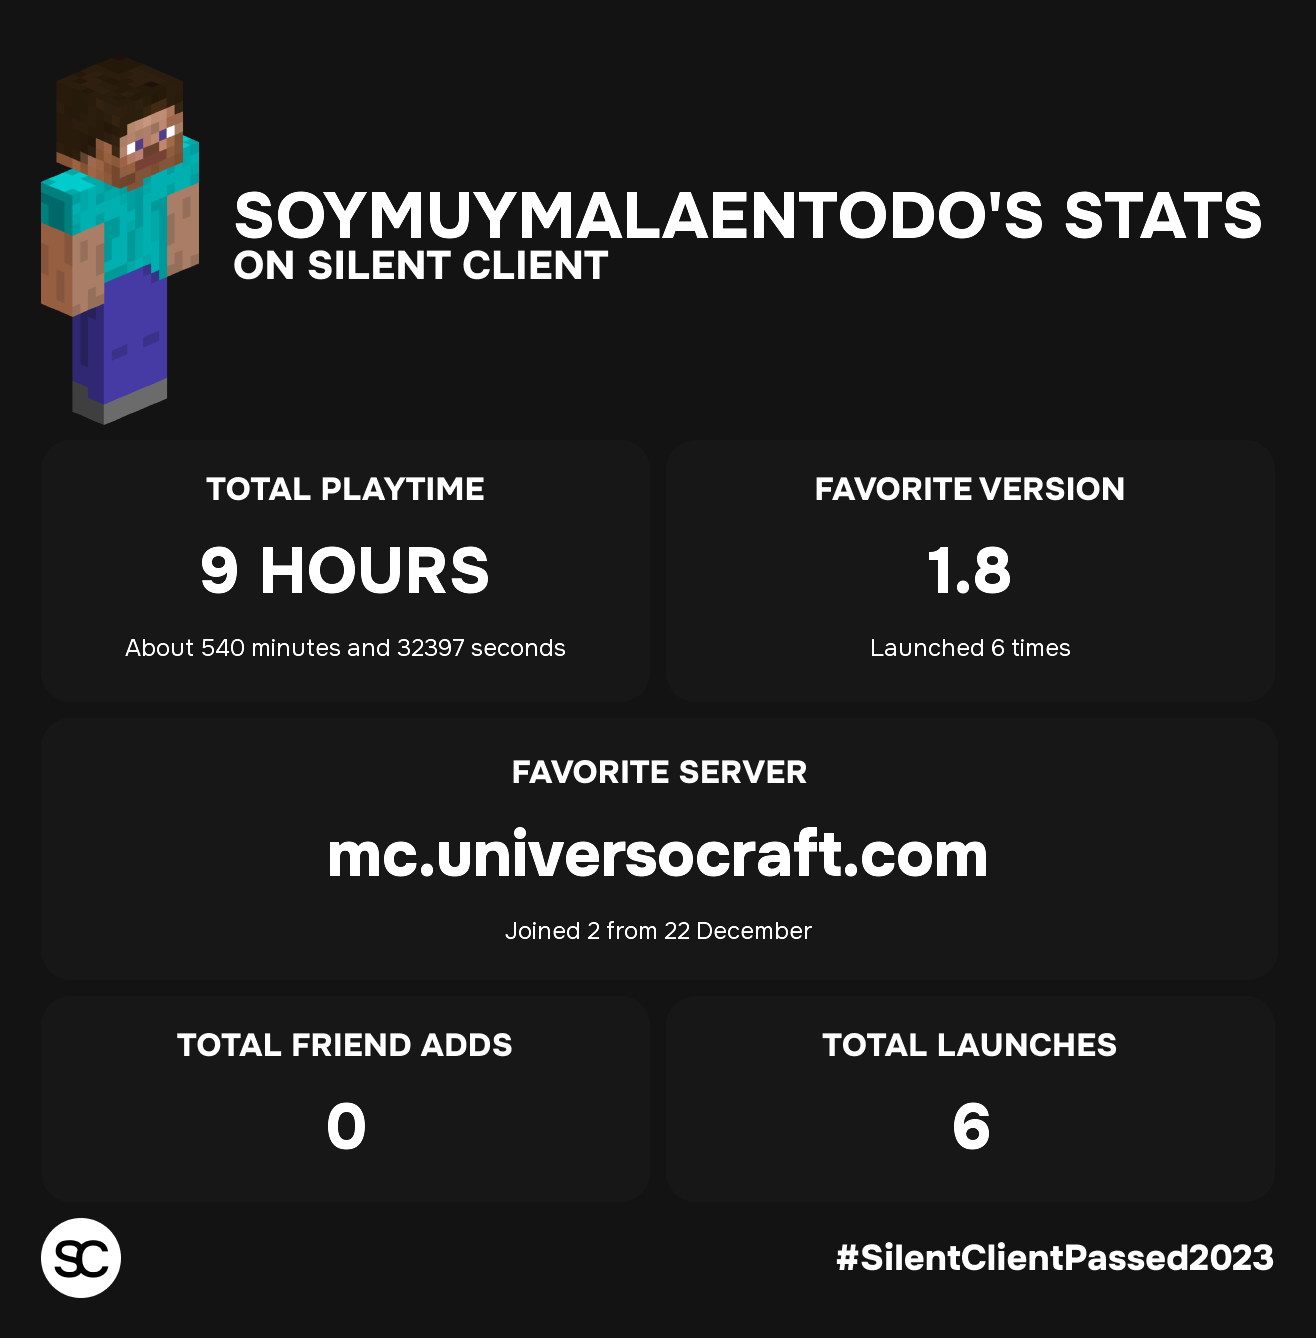 SOYMUYMALAENTODO'S STATS
ON SILENT CLIENT
TOTAL PLAYTIME
9 HOURS
About 540 minutes and 32397 seconds
FAVORITE VERSION
1.8
Launched 6 times
FAVORITE SERVER
mc.universocraft.com
Joined 2 from 22 December
TOTAL FRIEND ADDS
0
TOTAL LAUNCHES
6
SC
#SilentClientPassed2023